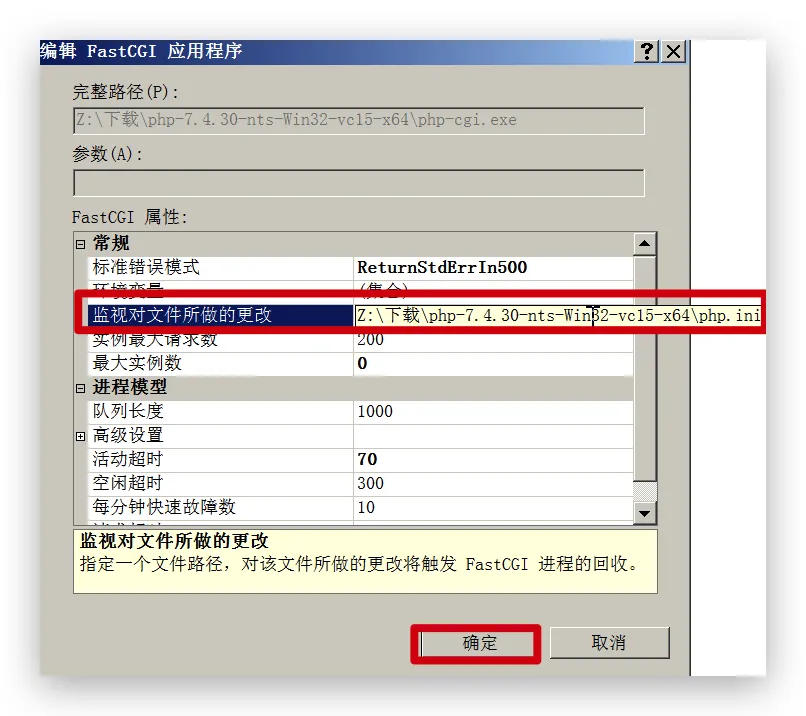 编辑 FastCGI 应用程序
完整路径(P):
Z:\下载\php-7.4.30-nts-Win32-vc15-x64\php-cgi.exe
参数(A):
FastCGI 属性:
常规
标准错误模式 ReturnStdErrIn500
环境变量 (集合)
监视对文件所做的更改 Z:\下载\php-7.4.30-nts-Win32-vc15-x64\php.ini
实例最大请求数 200
最大实例数 0
进程模型
队列长度 1000
高级设置
活动超时 70
空闲超时 300
每分钟快速故障数 10
监视对文件所做的更改
指定一个文件路径，对该文件所做的更改将触发 FastCGI 进程的回收。
确定 取消